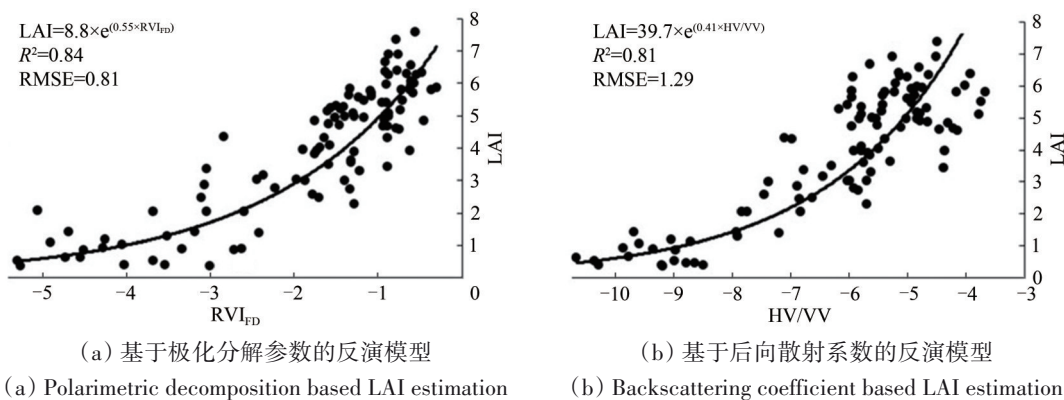 LAI=8.8×e(0.55×RVIFD)
R²=0.84
RMSE=0.81
8
7
6
5
4
3
2
1
0
LAI
−5 −4 −3 −2 −1
RVIFD
(a) 基于极化分解参数的反演模型
(a) Polarimetric decomposition based LAI estimation
LAI=39.7×e(0.41×HV/VV)
R²=0.81
RMSE=1.29
8
7
6
5
4
3
2
1
0
LAI
−10 −9 −8 −7 −6 −5 −4 −3
HV/VV
(b) 基于后向散射系数的反演模型
(b) Backscattering coefficient based LAI estimation